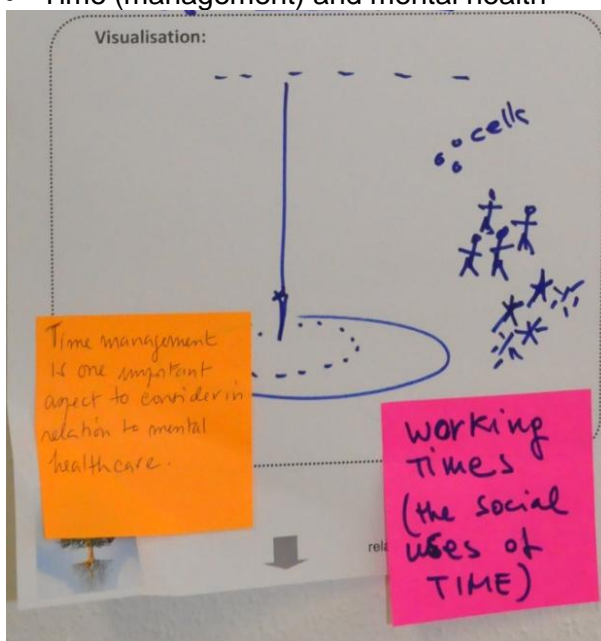 Time (management) and mental health
Visualisation:
cells
Time management
is one important
aspect to consider in
relation to mental
healthcare.
working
Times
(the social
uses of
TIME)
rela